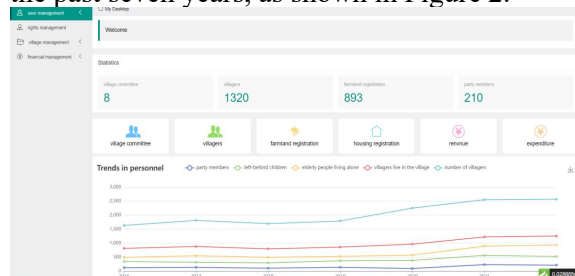 the past seven years, as shown in Figure 2.
user management
My Desktop
rights management
village management
financial management
Welcome
Statistics
village committee
8
villagers
1320
farmland registration
893
party members
210
village committee
villagers
farmland registration
housing registration
expenditure
Trends in personnel
party members
left-behind children
elderly people living alone
villagers live in the village
number of villagers
3,000
2,500
2,000
1,500
1,000
500
0